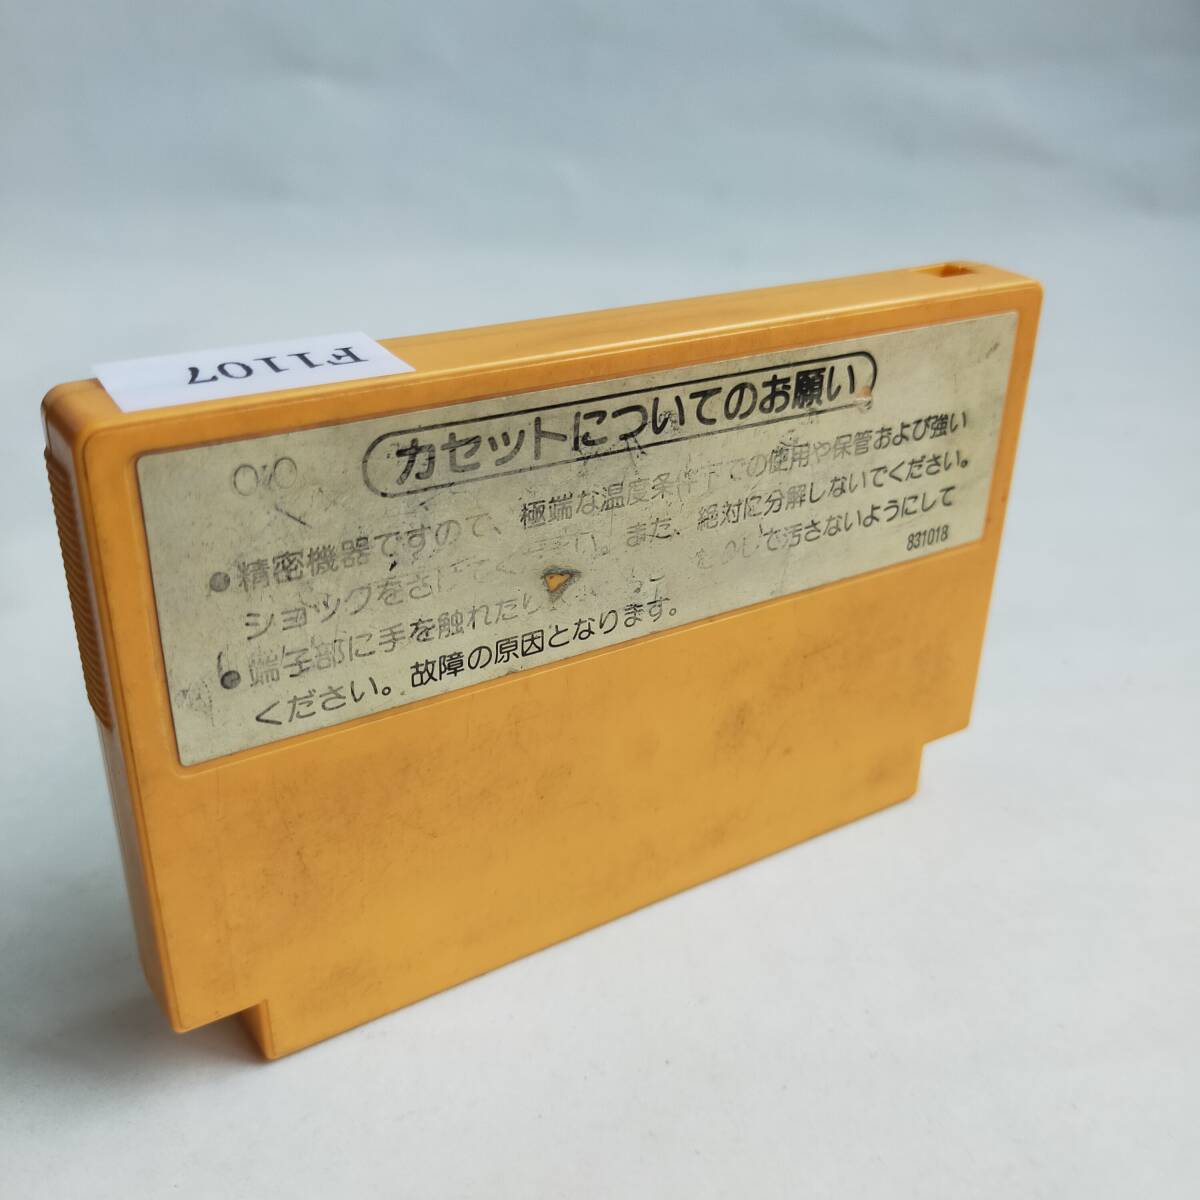 F1107
カセットについてのお願い
●精密機器ですので、極端な温度条件下での使用や保管および強い
ショックをさけてください。また、絶対に分解しないでください。
●端子部に手を触れたり
汚さないようにして
ください。故障の原因となります。
831018